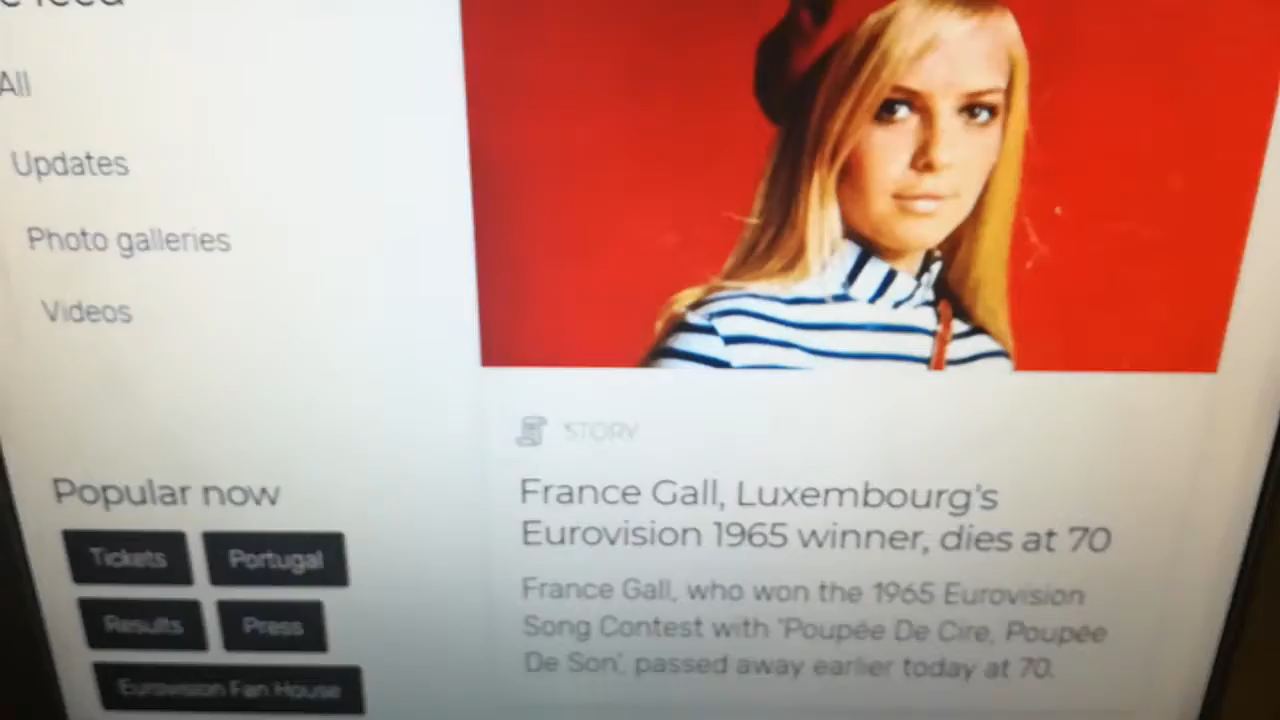 All
Updates
Photo galleries
Videos
Popular now
Tickets
Portugal
Results
Press
Eurovision Fan House
STORY
France Gall, Luxembourg's
Eurovision 1965 winner, dies at 70
France Gall, who won the 1965 Eurovision
Song Contest with 'Poupée De Cire, Poupée
De Son', passed away earlier today at 70.